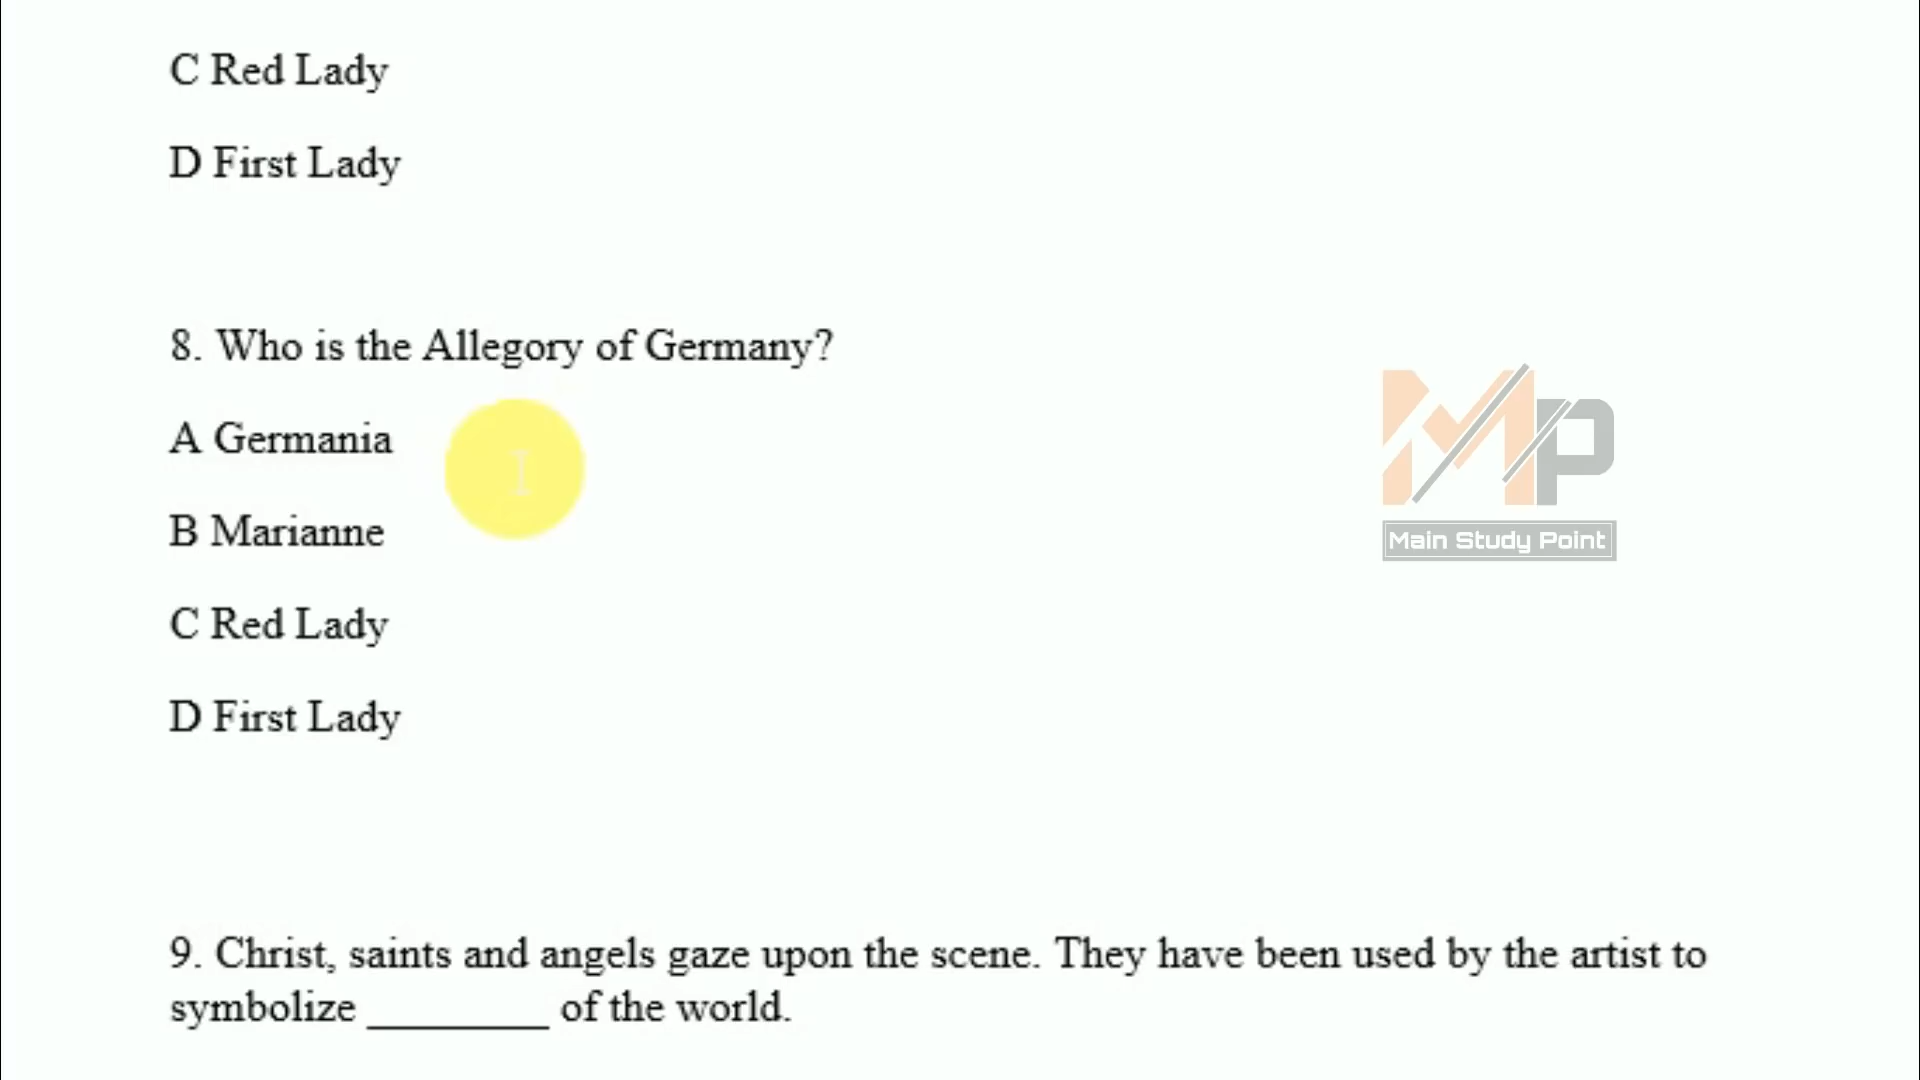 C Red Lady
D First Lady
8. Who is the Allegory of Germany?
A Germania
B Marianne
C Red Lady
D First Lady
MP
Main Study Point
9. Christ, saints and angels gaze upon the scene. They have been used by the artist to
symbolize ________ of the world.